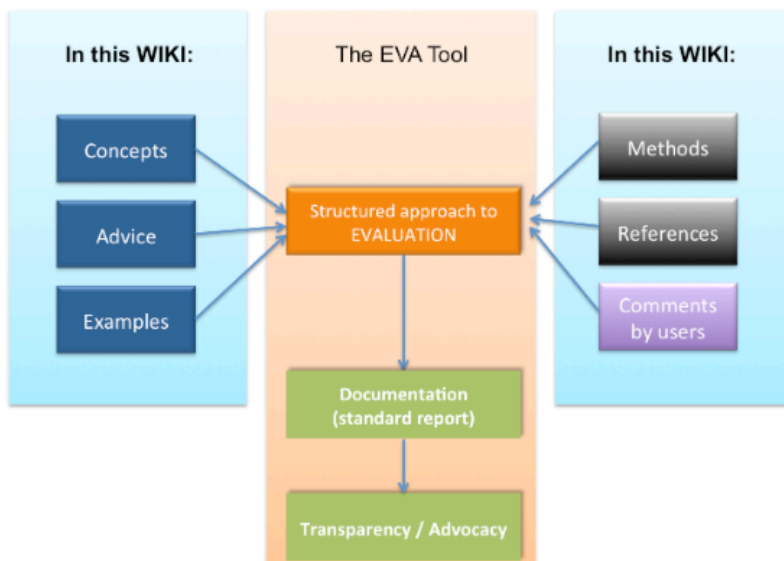 In this WIKI:
Concepts
Advice
Examples
The EVA Tool
Structured approach to
EVALUATION
Documentation
(standard report)
Transparency / Advocacy
In this WIKI:
Methods
References
Comments
by users